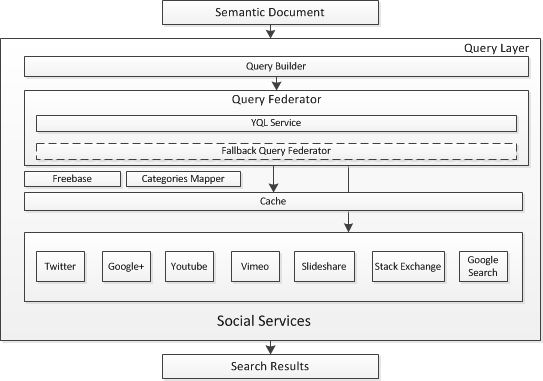 Semantic Document
Query Layer
Query Builder
Query Federator
YQL Service
Fallback Query Federator
Freebase
Categories Mapper
Cache
Twitter
Google+
Youtube
Vimeo
Slideshare
Stack Exchange
Google
Search
Social Services
Search Results